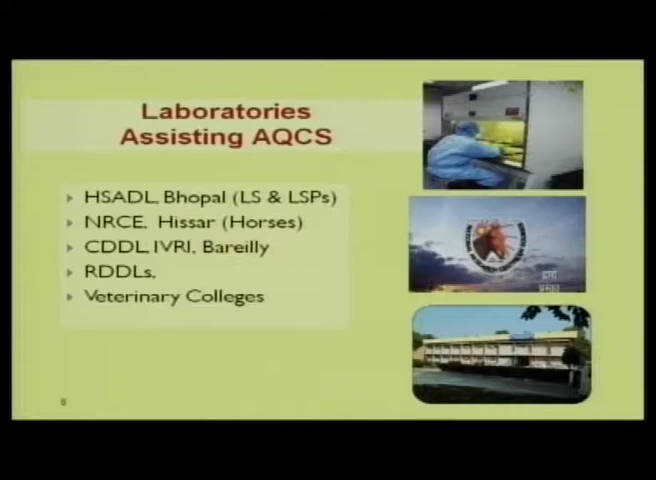 Laboratories
Assisting AQCS
HSADL, Bhopal (LS & LSPs)
NRCE, Hissar (Horses)
CDDL, IVRI, Bareilly
RDDLs,
Veterinary Colleges
8